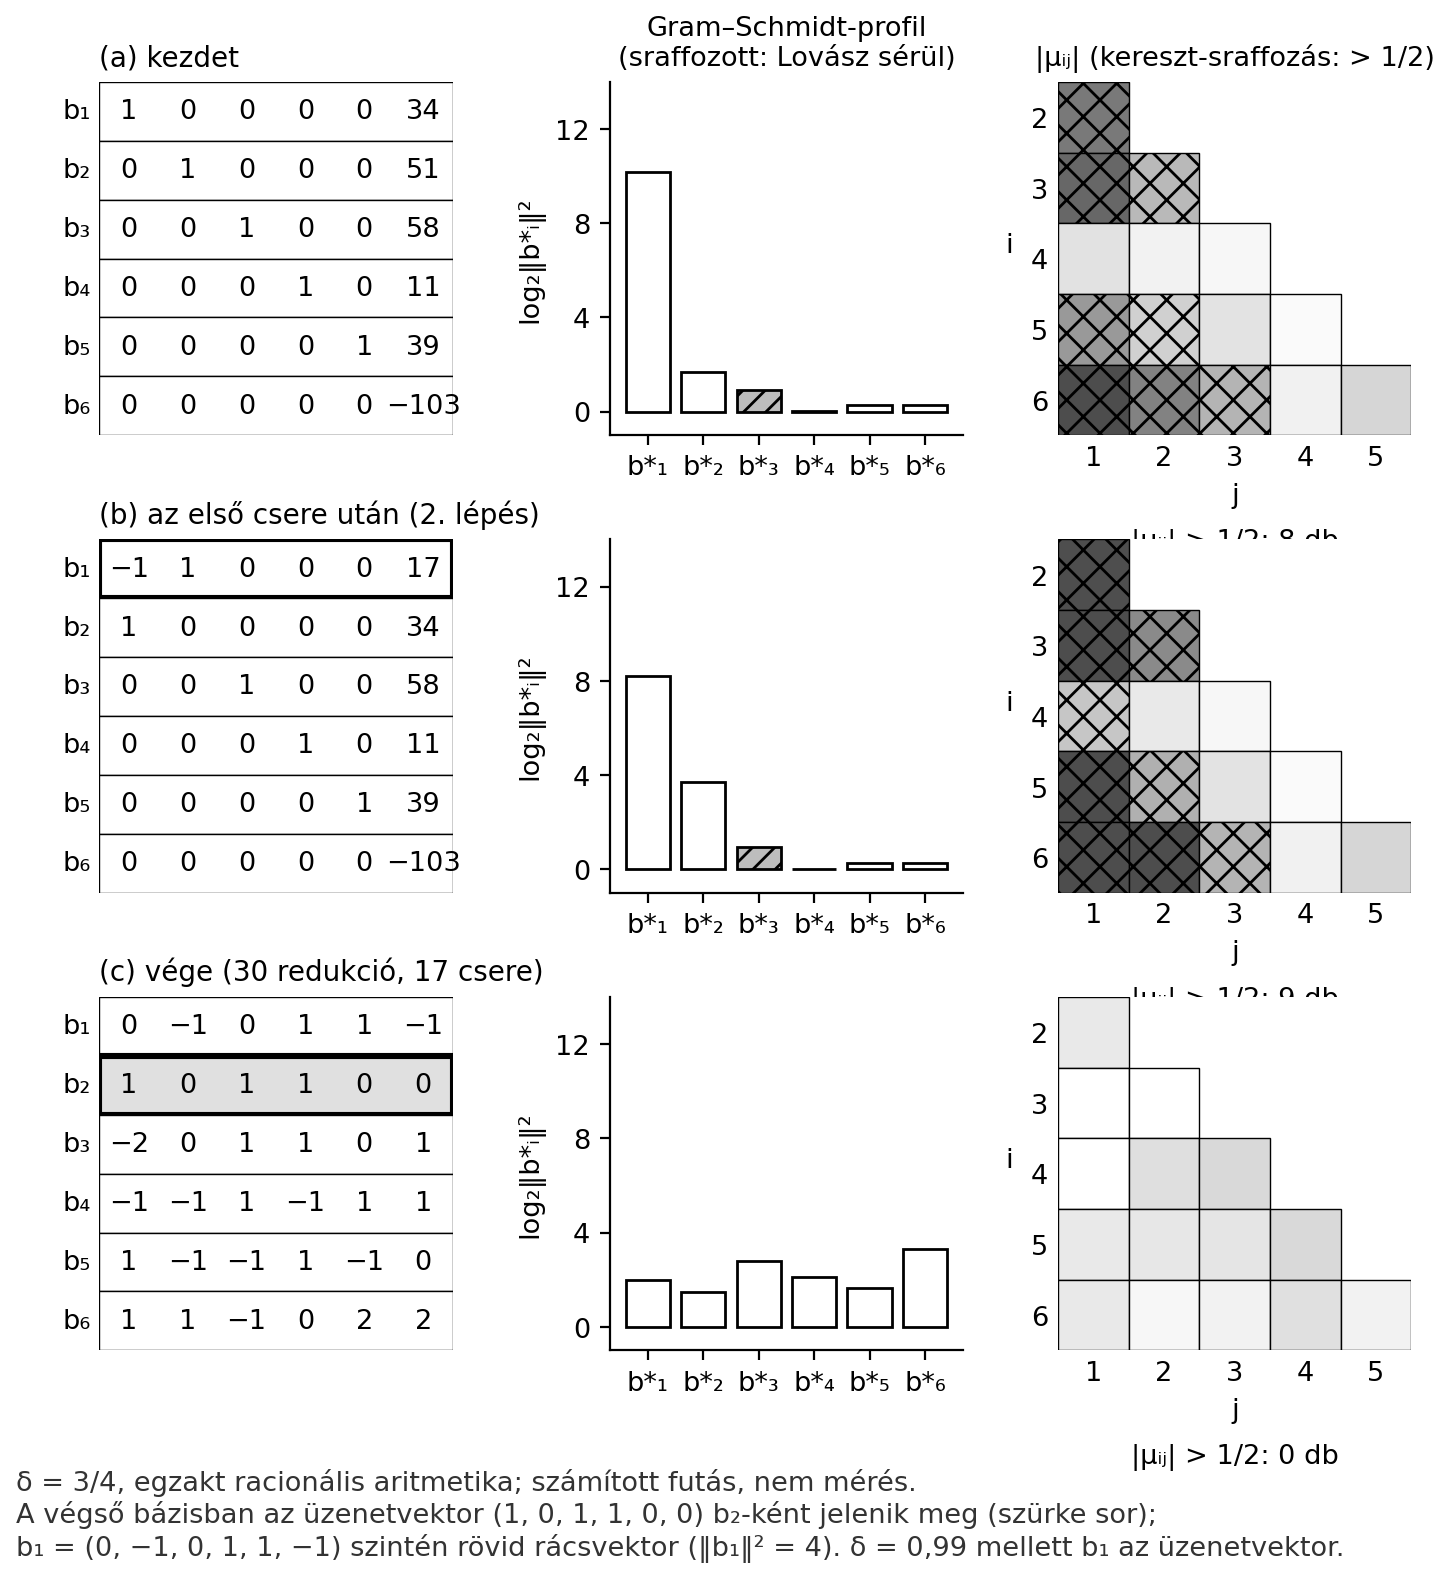 Gram–Schmidt-profil
(a) kezdet
(sraffozott: Lovász sérül)
|μᵢⱼ| (kereszt-sraffozás: > 1/2)
b₁ 1 0 0 0 0 34
b₂ 0 1 0 0 0 51
b₃ 0 0 1 0 0 58
b₄ 0 0 0 1 0 11
b₅ 0 0 0 0 1 39
b₆ 0 0 0 0 0 −103
log₂‖b*ᵢ‖²
12
8
4
0
b*₁ b*₂ b*₃ b*₄ b*₅ b*₆
i
2
3
4
5
6
1 2 3 4 5
j
|μᵢⱼ| > 1/2: 8 db
(b) az első csere után (2. lépés)
b₁ −1 1 0 0 0 17
b₂ 1 0 0 0 0 34
b₃ 0 0 1 0 0 58
b₄ 0 0 0 1 0 11
b₅ 0 0 0 0 1 39
b₆ 0 0 0 0 0 −103
log₂‖b*ᵢ‖²
12
8
4
0
b*₁ b*₂ b*₃ b*₄ b*₅ b*₆
i
2
3
4
5
6
1 2 3 4 5
j
|μᵢⱼ| > 1/2: 9 db
(c) vége (30 redukció, 17 csere)
b₁ 0 −1 0 1 1 −1
b₂ 1 0 1 1 0 0
b₃ −2 0 1 1 0 1
b₄ −1 −1 1 −1 1 1
b₅ 1 −1 −1 1 −1 0
b₆ 1 1 −1 0 2 2
log₂‖b*ᵢ‖²
12
8
4
0
b*₁ b*₂ b*₃ b*₄ b*₅ b*₆
i
2
3
4
5
6
1 2 3 4 5
j
|μᵢⱼ| > 1/2: 0 db
δ = 3/4, egzakt racionális aritmetika; számított futás, nem mérés.
A végső bázisban az üzenetvektor (1, 0, 1, 1, 0, 0) b₂-ként jelenik meg (szürke sor);
b₁ = (0, −1, 0, 1, 1, −1) szintén rövid rácsvektor (‖b₁‖² = 4). δ = 0,99 mellett b₁ az üzenetvektor.